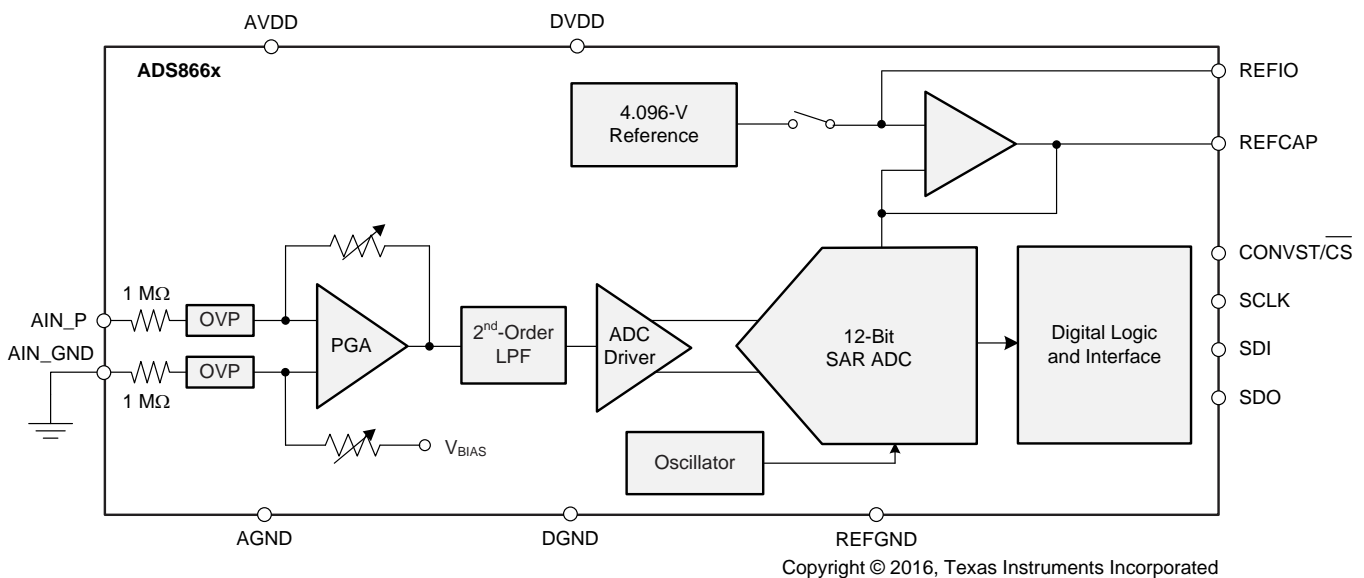 AVDD
DVDD
ADS866x
REFIO
4.096-V
Reference
REFCAP
CONVST/C̅S̅
1 MΩ
AIN_P
OVP
SCLK
AIN_GND
OVP
1 MΩ
PGA
2nd-Order
LPF
ADC
Driver
12-Bit
SAR ADC
Digital Logic
and Interface
SDI
SDO
VBIAS
Oscillator
AGND
DGND
REFGND
Copyright © 2016, Texas Instruments Incorporated